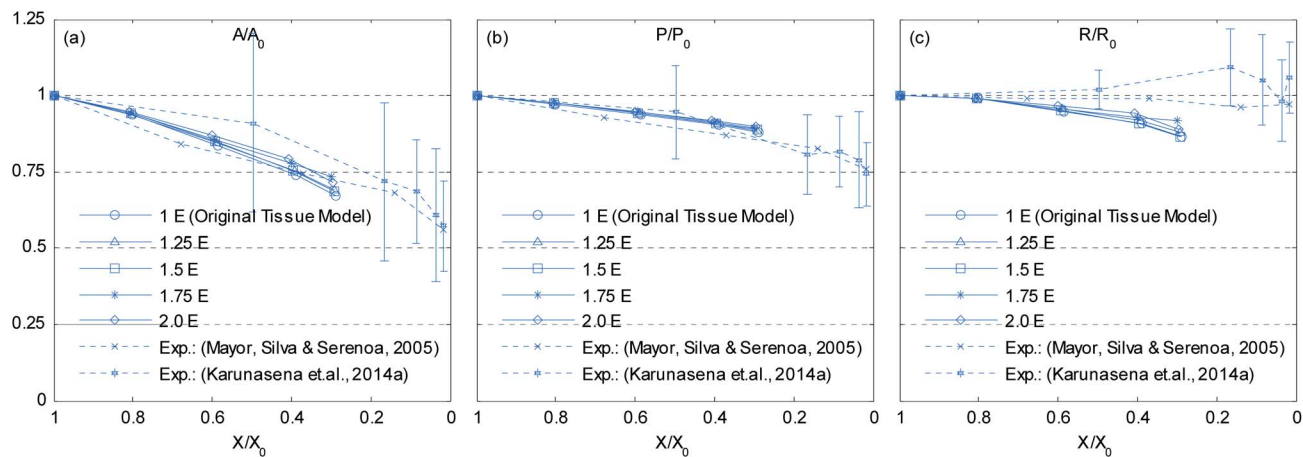 (a) A/A0
1.25
1
0.75
0.5
0.25
0
1 E (Original Tissue Model)
1.25 E
1.5 E
1.75 E
2.0 E
Exp.: (Mayor, Silva & Serenoa, 2005)
Exp.: (Karunasena et.al., 2014a)
1 0.8 0.6 0.4 0.2 0
X/X0
(b) P/P0
1 E (Original Tissue Model)
1.25 E
1.5 E
1.75 E
2.0 E
Exp.: (Mayor, Silva & Serenoa, 2005)
Exp.: (Karunasena et.al., 2014a)
1 0.8 0.6 0.4 0.2 0
X/X0
(c) R/R0
1 E (Original Tissue Model)
1.25 E
1.5 E
1.75 E
2.0 E
Exp.: (Mayor, Silva & Serenoa, 2005)
Exp.: (Karunasena et.al., 2014a)
1 0.8 0.6 0.4 0.2 0
X/X0